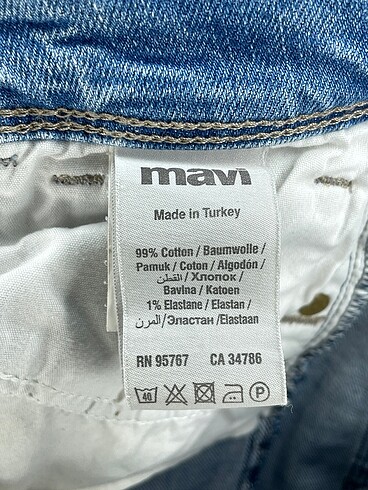 mavi
Made in Turkey
99% Cotton / Baumwolle /
Pamuk / Coton / Algodón /
القطن / Хлопок /
Bavlna / Katoen
1% Elastane / Elastan /
المرن / Эластан / Elastaan
RN 95767 CA 34786
40 P